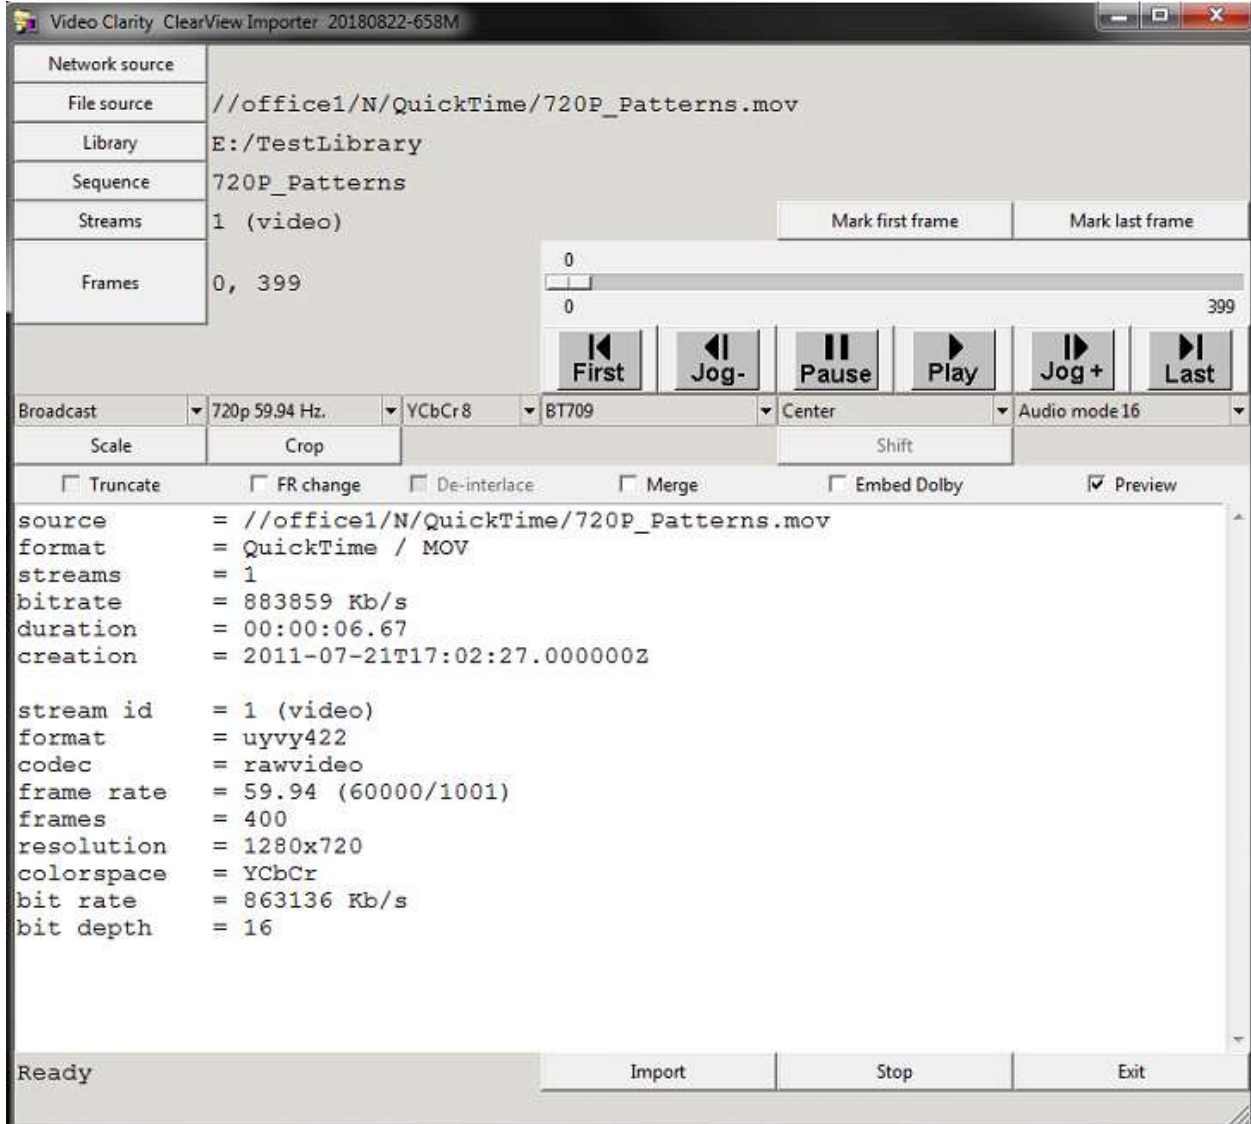 Video Clarity ClearView Importer 20180822-658M
Network source
File source //office1/N/QuickTime/720P_Patterns.mov
Library E:/TestLibrary
Sequence 720P_Patterns
Streams 1 (video) Mark first frame Mark last frame
0
Frames 0, 399
0 399
First Jog- Pause Play Jog+ Last
Broadcast 720p 59.94 Hz. YCbCr8 BT709 Center Audio mode 16
Scale Crop Shift
Truncate FR change De-interlace Merge Embed Dolby Preview
source = //office1/N/QuickTime/720P_Patterns.mov
format = QuickTime / MOV
streams = 1
bitrate = 883859 Kb/s
duration = 00:00:06.67
creation = 2011-07-21T17:02:27.000000Z
stream id = 1 (video)
format = uyvy422
codec = rawvideo
frame rate = 59.94 (60000/1001)
frames = 400
resolution = 1280x720
colorspace = YCbCr
bit rate = 863136 Kb/s
bit depth = 16
Ready Import Stop Exit